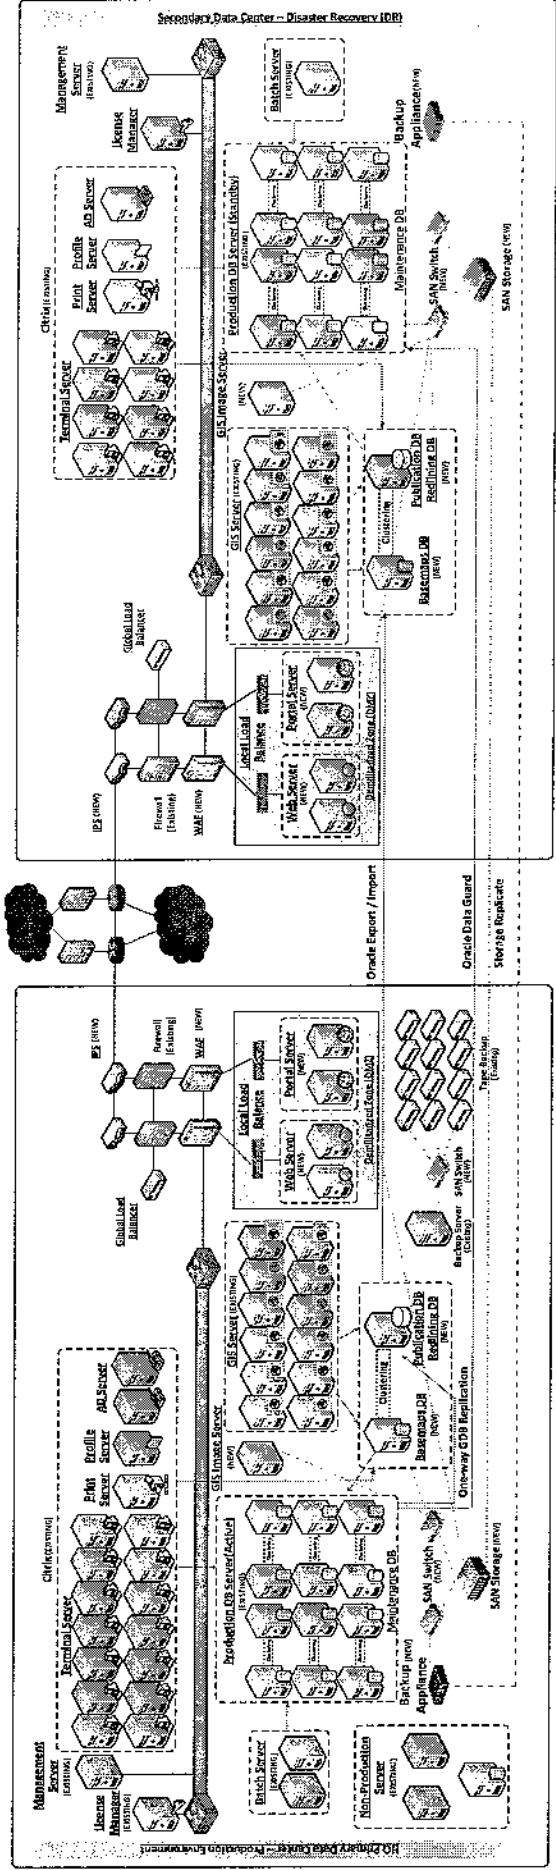 Secondary Data Center – Disaster Recovery (DR)
Management
Server
(EXISTING)
License
Manager
Citrix (EXISTING)
Terminal Server
Print
Server
Profile
Server
AD Server
Batch Server
(EXISTING)
Production DB Server (Standby)
(EXISTING)
Maintenance DB
Backup
Appliance (NEW)
SAN Switch
(NEW)
SAN Storage (NEW)
GIS Image Server
(NEW)
GIS Server (EXISTING)
Clustering
Basemaps DB
(NEW)
Publication DB
Redlining DB
(NEW)
Global Load
Balancer
IPS (NEW)
Firewall
(Existing)
WAF (NEW)
Local Load
Balance
Web Server
(NEW)
Portal Server
(NEW)
Demilitarized Zone (DMZ)
Oracle Export / Import
Oracle Data Guard
Storage Replicate
IPS (NEW)
Firewall
(Existing)
WAF (NEW)
Global Load
Balancer
Local Load
Balance
Web Server
(NEW)
Portal Server
(NEW)
Demilitarized Zone (DMZ)
Tape Backup
(Existing)
SAN Switch
(NEW)
Backup Server
(Existing)
GIS Server (EXISTING)
Clustering
Basemaps DB
(NEW)
Publication DB
Redlining DB
(NEW)
One-way GDB Replication
GIS Image Server
(NEW)
Citrix (EXISTING)
Terminal Server
Print
Server
Profile
Server
AD Server
Management
Server
(EXISTING)
License
Manager
(EXISTING)
Production DB Server (Active)
(EXISTING)
Maintenance DB
SAN Switch
(NEW)
SAN Storage (NEW)
Backup (NEW)
Appliance
Batch Server
(EXISTING)
Non-Production
Server
(EXISTING)
Primary Data Center – Production Environment